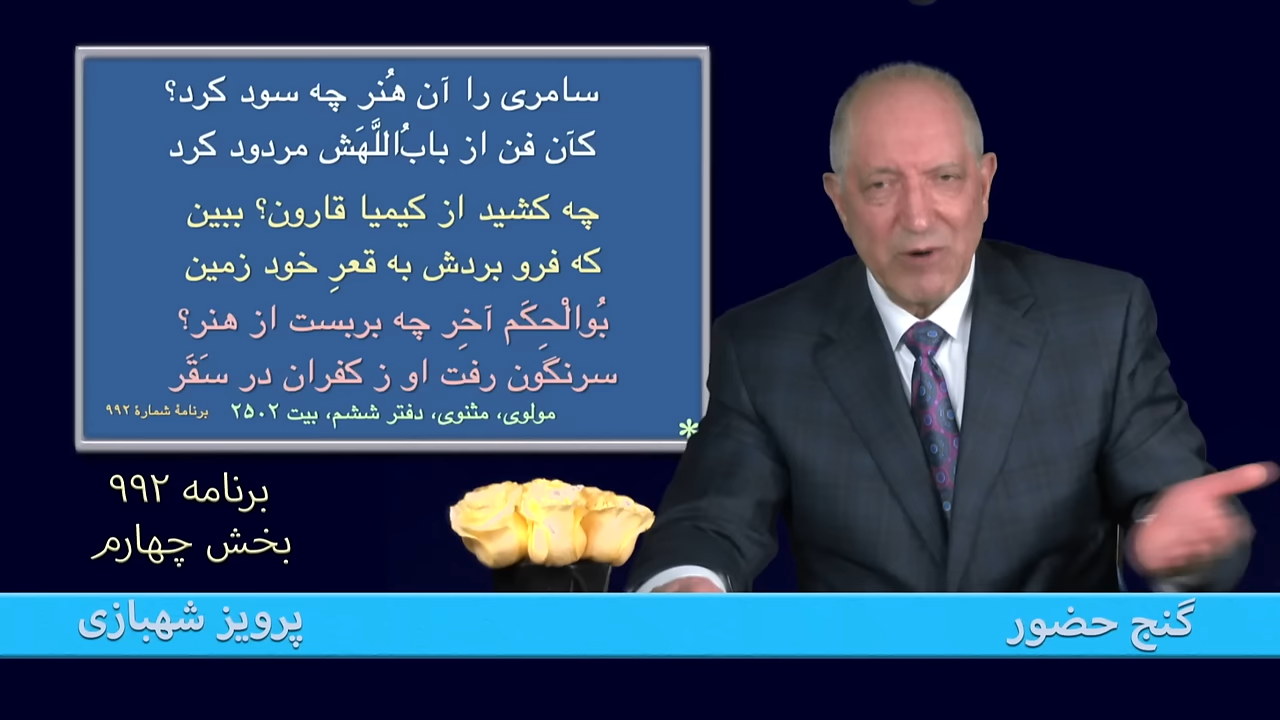 سامری را آن هُنر چه سود کرد؟
کآن فن از بابُ‌اللَّهَش مردود کرد
چه کشید از کیمیا قارون؟ ببین
که فرو بردش به قعرِ خود زمین
بُوالْحِکَم آخِر چه بربست از هنر؟
سرنگون رفت او ز کفران در سَقَر
مولوی، مثنوی، دفتر ششم، بیت ۲۵۰۲ برنامهٔ شمارهٔ ۹۹۲
*
برنامه ۹۹۲
بخش چهارم
گنج حضور
پرویز شهبازی